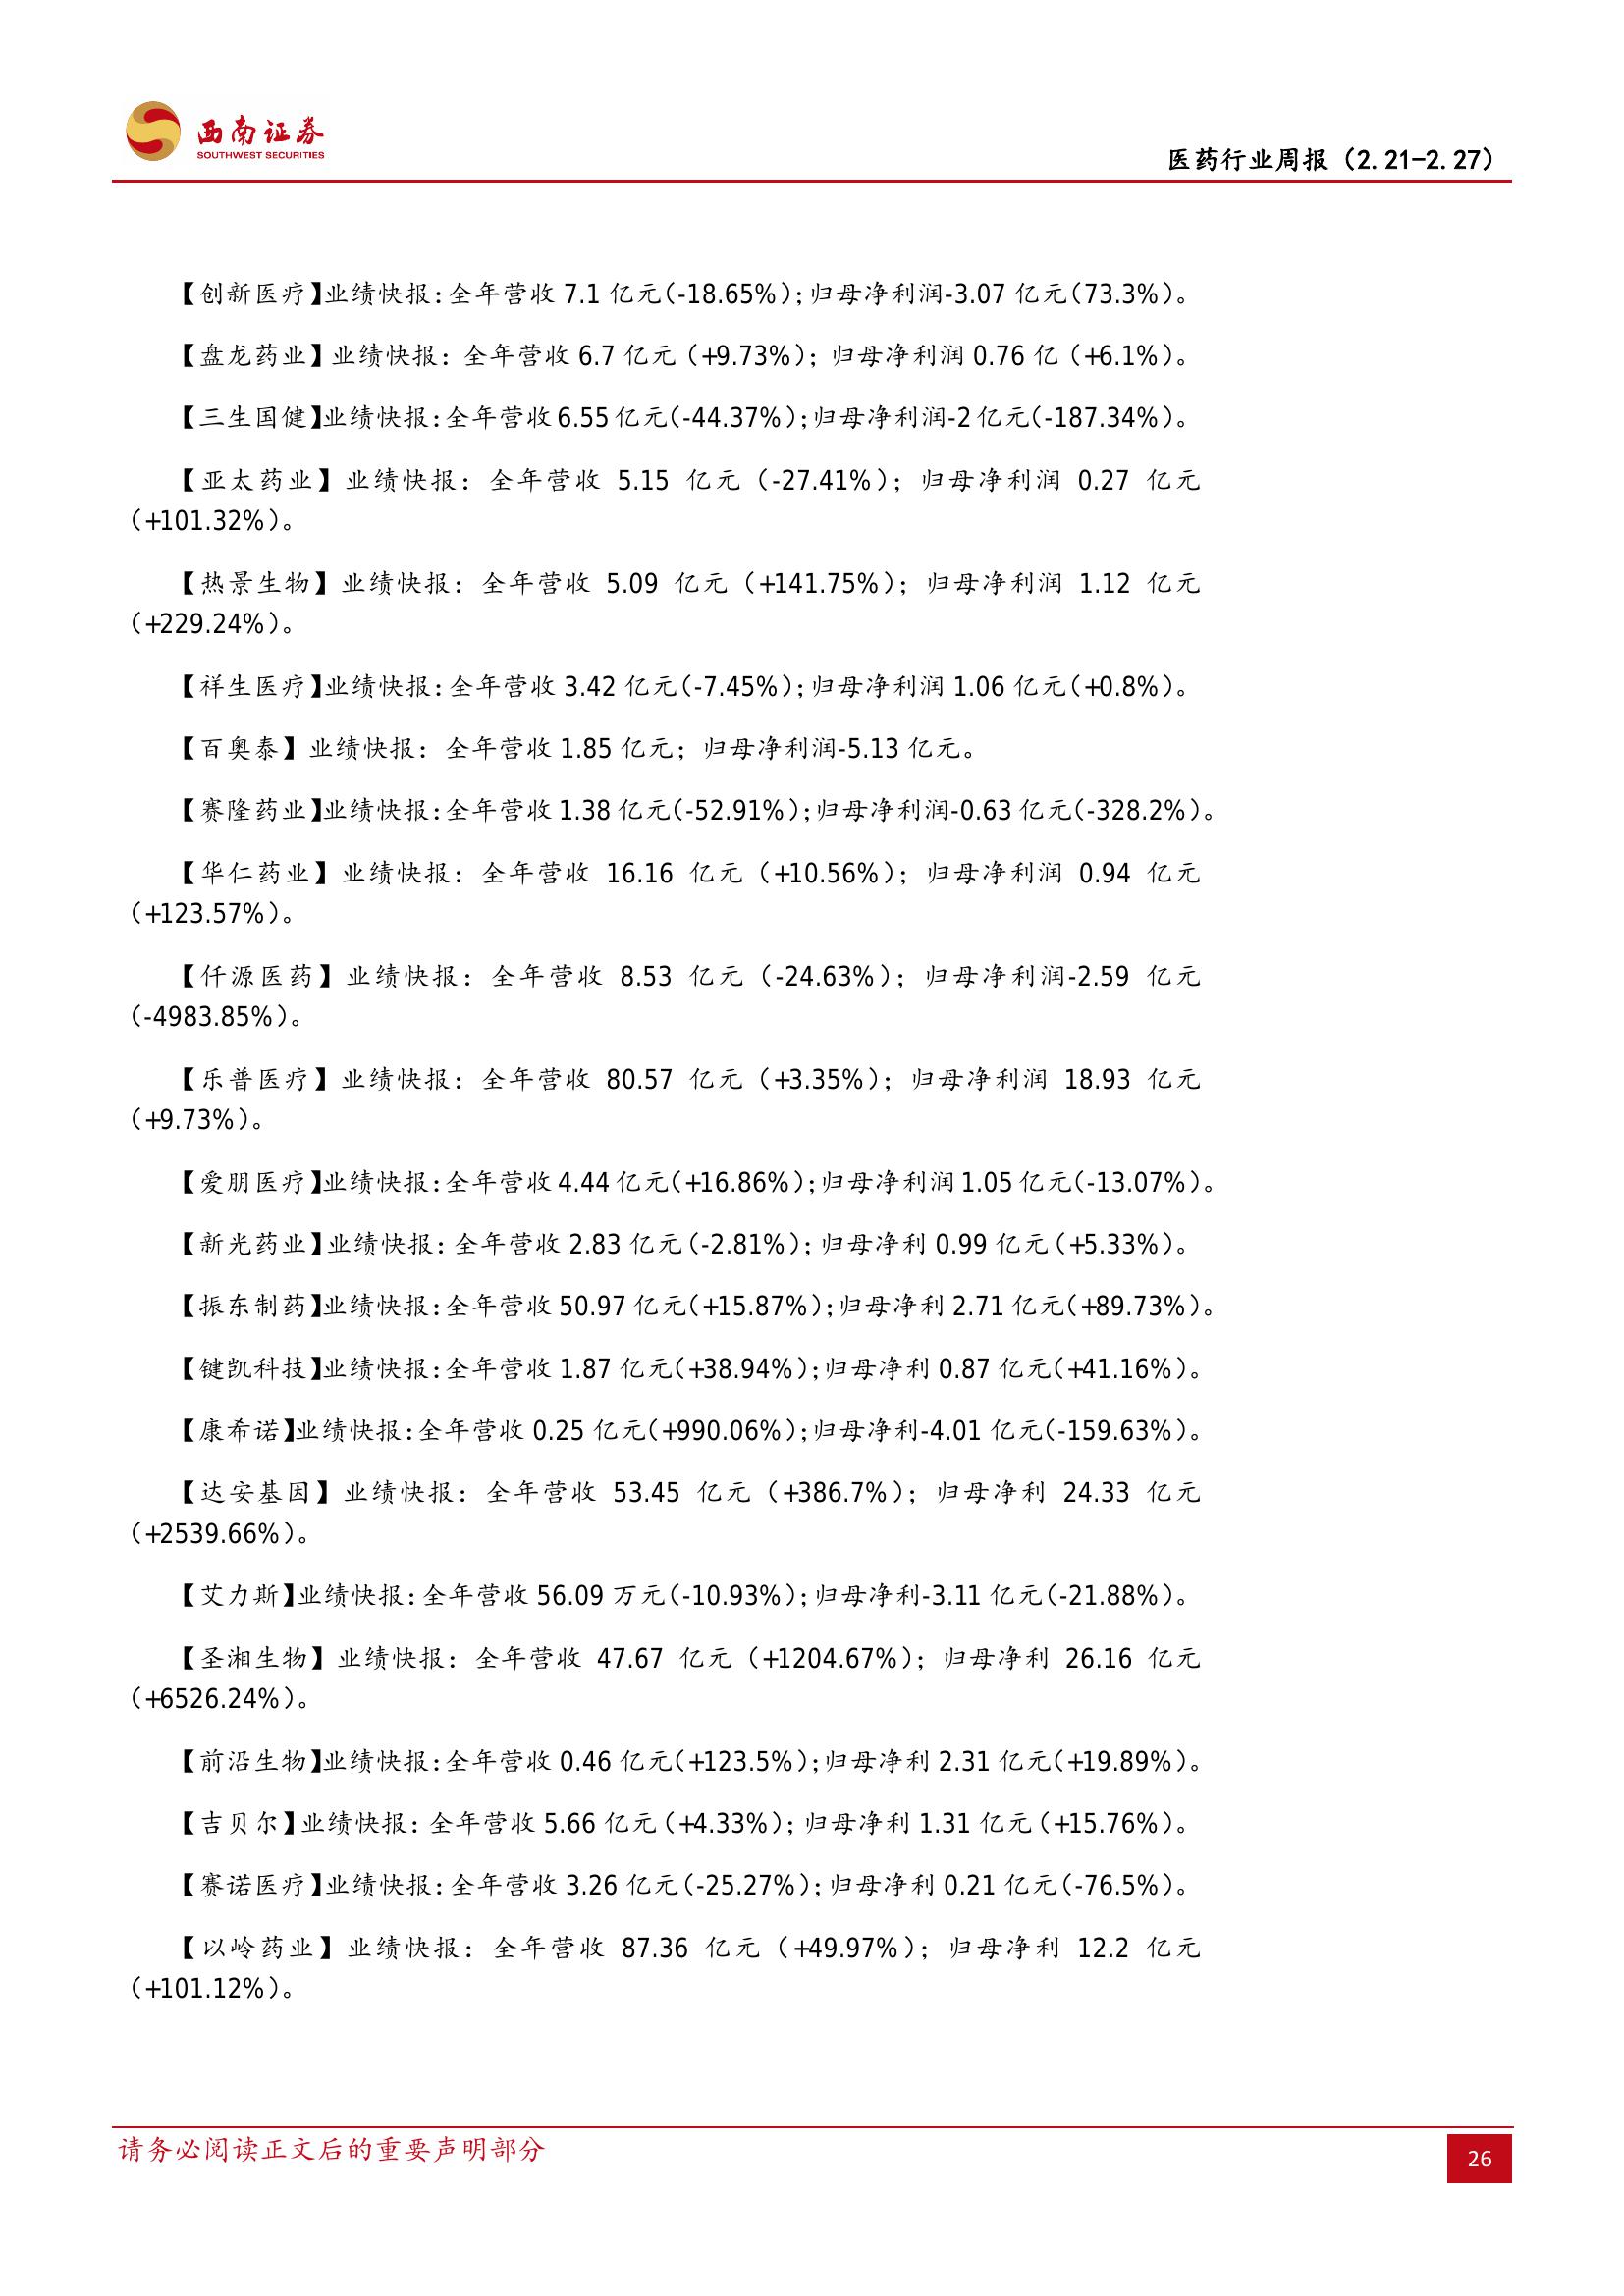 西南证券
SOUTHWEST SECURITIES
医药行业周报（2.21-2.27）
【创新医疗】业绩快报：全年营收 7.1 亿元（-18.65%）；归母净利润-3.07 亿元（73.3%）。
【盘龙药业】业绩快报：全年营收 6.7 亿元（+9.73%）；归母净利润 0.76 亿（+6.1%）。
【三生国健】业绩快报：全年营收 6.55 亿元（-44.37%）；归母净利润-2 亿元（-187.34%）。
【亚太药业】业绩快报：全年营收 5.15 亿元（-27.41%）；归母净利润 0.27 亿元
（+101.32%）。
【热景生物】业绩快报：全年营收 5.09 亿元（+141.75%）；归母净利润 1.12 亿元
（+229.24%）。
【祥生医疗】业绩快报：全年营收 3.42 亿元（-7.45%）；归母净利润 1.06 亿元（+0.8%）。
【百奥泰】业绩快报：全年营收 1.85 亿元；归母净利润-5.13 亿元。
【赛隆药业】业绩快报：全年营收 1.38 亿元（-52.91%）；归母净利润-0.63 亿元（-328.2%）。
【华仁药业】业绩快报：全年营收 16.16 亿元（+10.56%）；归母净利润 0.94 亿元
（+123.57%）。
【仟源医药】业绩快报：全年营收 8.53 亿元（-24.63%）；归母净利润-2.59 亿元
（-4983.85%）。
【乐普医疗】业绩快报：全年营收 80.57 亿元（+3.35%）；归母净利润 18.93 亿元
（+9.73%）。
【爱朋医疗】业绩快报：全年营收 4.44 亿元（+16.86%）；归母净利润 1.05 亿元（-13.07%）。
【新光药业】业绩快报：全年营收 2.83 亿元（-2.81%）；归母净利 0.99 亿元（+5.33%）。
【振东制药】业绩快报：全年营收 50.97 亿元（+15.87%）；归母净利 2.71 亿元（+89.73%）。
【键凯科技】业绩快报：全年营收 1.87 亿元（+38.94%）；归母净利 0.87 亿元（+41.16%）。
【康希诺】业绩快报：全年营收 0.25 亿元（+990.06%）；归母净利-4.01 亿元（-159.63%）。
【达安基因】业绩快报：全年营收 53.45 亿元（+386.7%）；归母净利 24.33 亿元
（+2539.66%）。
【艾力斯】业绩快报：全年营收 56.09 万元（-10.93%）；归母净利-3.11 亿元（-21.88%）。
【圣湘生物】业绩快报：全年营收 47.67 亿元（+1204.67%）；归母净利 26.16 亿元
（+6526.24%）。
【前沿生物】业绩快报：全年营收 0.46 亿元（+123.5%）；归母净利 2.31 亿元（+19.89%）。
【吉贝尔】业绩快报：全年营收 5.66 亿元（+4.33%）；归母净利 1.31 亿元（+15.76%）。
【赛诺医疗】业绩快报：全年营收 3.26 亿元（-25.27%）；归母净利 0.21 亿元（-76.5%）。
【以岭药业】业绩快报：全年营收 87.36 亿元（+49.97%）；归母净利 12.2 亿元
（+101.12%）。
请务必阅读正文后的重要声明部分
26